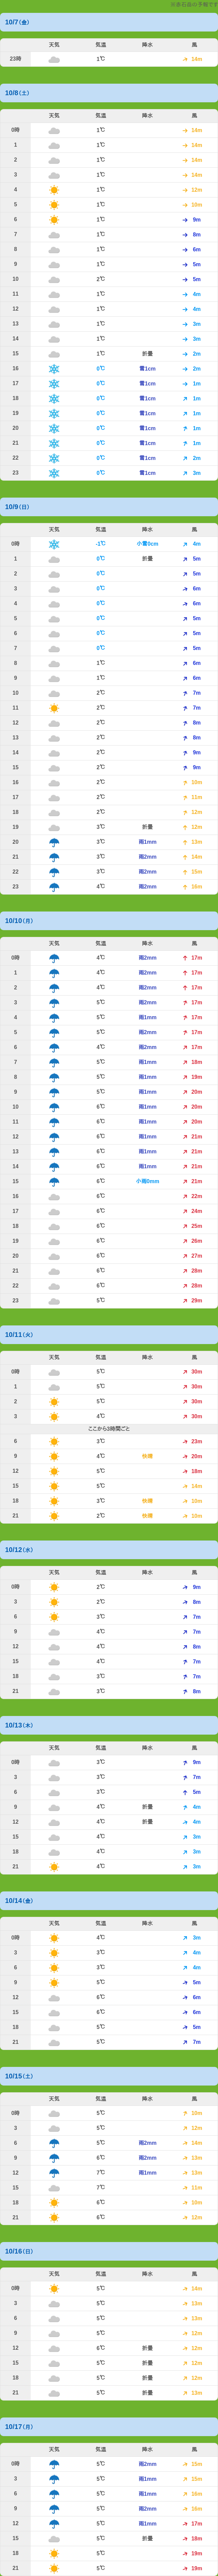 ※各出品の予報です
10/7(金)
天気 気温 降水 風
23時 1℃ 14m
10/8(土)
天気 気温 降水 風
0時 1℃ 14m
1 1℃ 14m
2 1℃ 14m
3 1℃ 14m
4 1℃ 12m
5 1℃ 10m
6 1℃ 9m
7 1℃ 8m
8 1℃ 6m
9 1℃ 5m
10 2℃ 5m
11 1℃ 4m
12 1℃ 4m
13 1℃ 3m
14 1℃ 3m
15 1℃ 折曇 2m
16 0℃ 雪1cm 2m
17 0℃ 雪1cm 1m
18 0℃ 雪1cm 1m
19 0℃ 雪1cm 1m
20 0℃ 雪1cm 1m
21 0℃ 雪1cm 1m
22 0℃ 雪1cm 2m
23 0℃ 雪1cm 3m
10/9(日)
天気 気温 降水 風
0時 -1℃ 小雪0cm 4m
1 0℃ 折曇 5m
2 0℃ 5m
3 0℃ 6m
4 0℃ 6m
5 0℃ 5m
6 0℃ 5m
7 0℃ 5m
8 1℃ 6m
9 1℃ 6m
10 2℃ 7m
11 2℃ 7m
12 2℃ 8m
13 2℃ 8m
14 2℃ 9m
15 2℃ 9m
16 2℃ 10m
17 2℃ 11m
18 2℃ 12m
19 3℃ 折曇 12m
20 3℃ 雨1mm 13m
21 3℃ 雨2mm 14m
22 3℃ 雨2mm 15m
23 4℃ 雨2mm 16m
10/10(月)
天気 気温 降水 風
0時 4℃ 雨2mm 17m
1 4℃ 雨2mm 17m
2 4℃ 雨2mm 17m
3 5℃ 雨2mm 17m
4 5℃ 雨1mm 17m
5 5℃ 雨2mm 17m
6 4℃ 雨2mm 17m
7 5℃ 雨1mm 18m
8 5℃ 雨1mm 19m
9 5℃ 雨1mm 20m
10 6℃ 雨1mm 20m
11 6℃ 雨1mm 20m
12 6℃ 雨1mm 21m
13 6℃ 雨1mm 21m
14 6℃ 雨1mm 21m
15 6℃ 小雨0mm 21m
16 6℃ 22m
17 6℃ 24m
18 6℃ 25m
19 6℃ 26m
20 6℃ 27m
21 6℃ 28m
22 6℃ 28m
23 5℃ 29m
10/11(火)
天気 気温 降水 風
0時 5℃ 30m
1 5℃ 30m
2 5℃ 30m
3 4℃ 30m
ここから3時間ごと
6 3℃ 23m
9 4℃ 快晴 20m
12 5℃ 18m
15 5℃ 14m
18 3℃ 快晴 10m
21 2℃ 快晴 10m
10/12(水)
天気 気温 降水 風
0時 2℃ 9m
3 2℃ 8m
6 3℃ 7m
9 4℃ 7m
12 4℃ 8m
15 4℃ 7m
18 3℃ 7m
21 3℃ 8m
10/13(木)
天気 気温 降水 風
0時 3℃ 9m
3 3℃ 7m
6 3℃ 5m
9 4℃ 折曇 4m
12 4℃ 折曇 4m
15 4℃ 3m
18 4℃ 3m
21 4℃ 3m
10/14(金)
天気 気温 降水 風
0時 4℃ 3m
3 3℃ 4m
6 3℃ 4m
9 5℃ 5m
12 6℃ 6m
15 6℃ 6m
18 5℃ 5m
21 5℃ 7m
10/15(土)
天気 気温 降水 風
0時 5℃ 10m
3 5℃ 12m
6 5℃ 雨2mm 14m
9 6℃ 雨2mm 13m
12 7℃ 雨1mm 13m
15 7℃ 11m
18 6℃ 10m
21 6℃ 12m
10/16(日)
天気 気温 降水 風
0時 5℃ 14m
3 5℃ 13m
6 5℃ 13m
9 5℃ 12m
12 6℃ 折曇 12m
15 5℃ 折曇 12m
18 5℃ 折曇 12m
21 5℃ 折曇 13m
10/17(月)
天気 気温 降水 風
0時 5℃ 雨2mm 15m
3 5℃ 雨1mm 15m
6 5℃ 雨1mm 16m
9 5℃ 雨2mm 16m
12 5℃ 雨1mm 17m
15 5℃ 折曇 18m
18 5℃ 19m
21 5℃ 19m